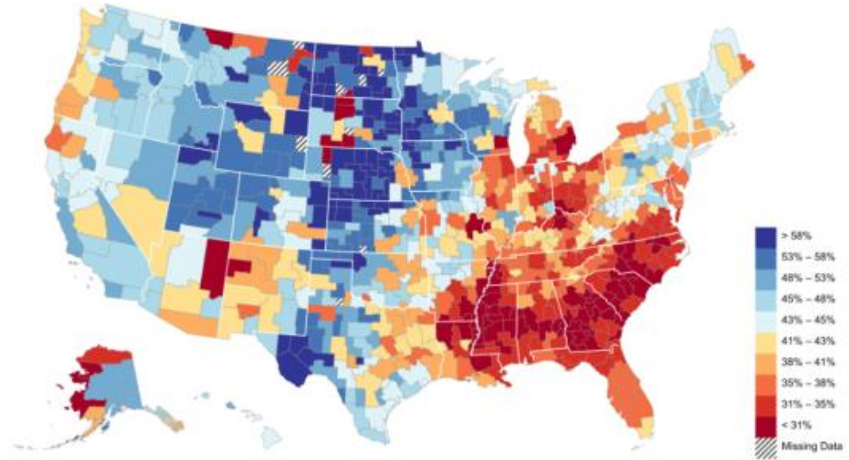 > 58%
53% – 58%
48% – 53%
45% – 48%
43% – 45%
41% – 43%
38% – 41%
35% – 38%
31% – 35%
< 31%
Missing Data